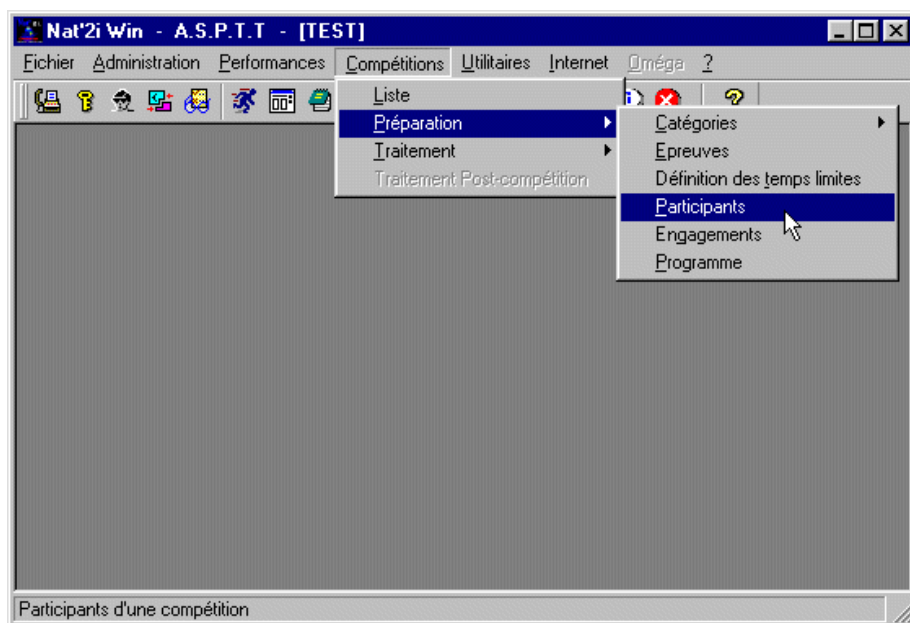 Nat'2i Win - A.S.P.T.T - [TEST]
Fichier Administration Performances Compétitions Utilitaires Internet Oméga ?
Liste
Préparation
Traitement
Traitement Post-compétition
Catégories
Epreuves
Définition des temps limites
Participants
Engagements
Programme
Participants d'une compétition